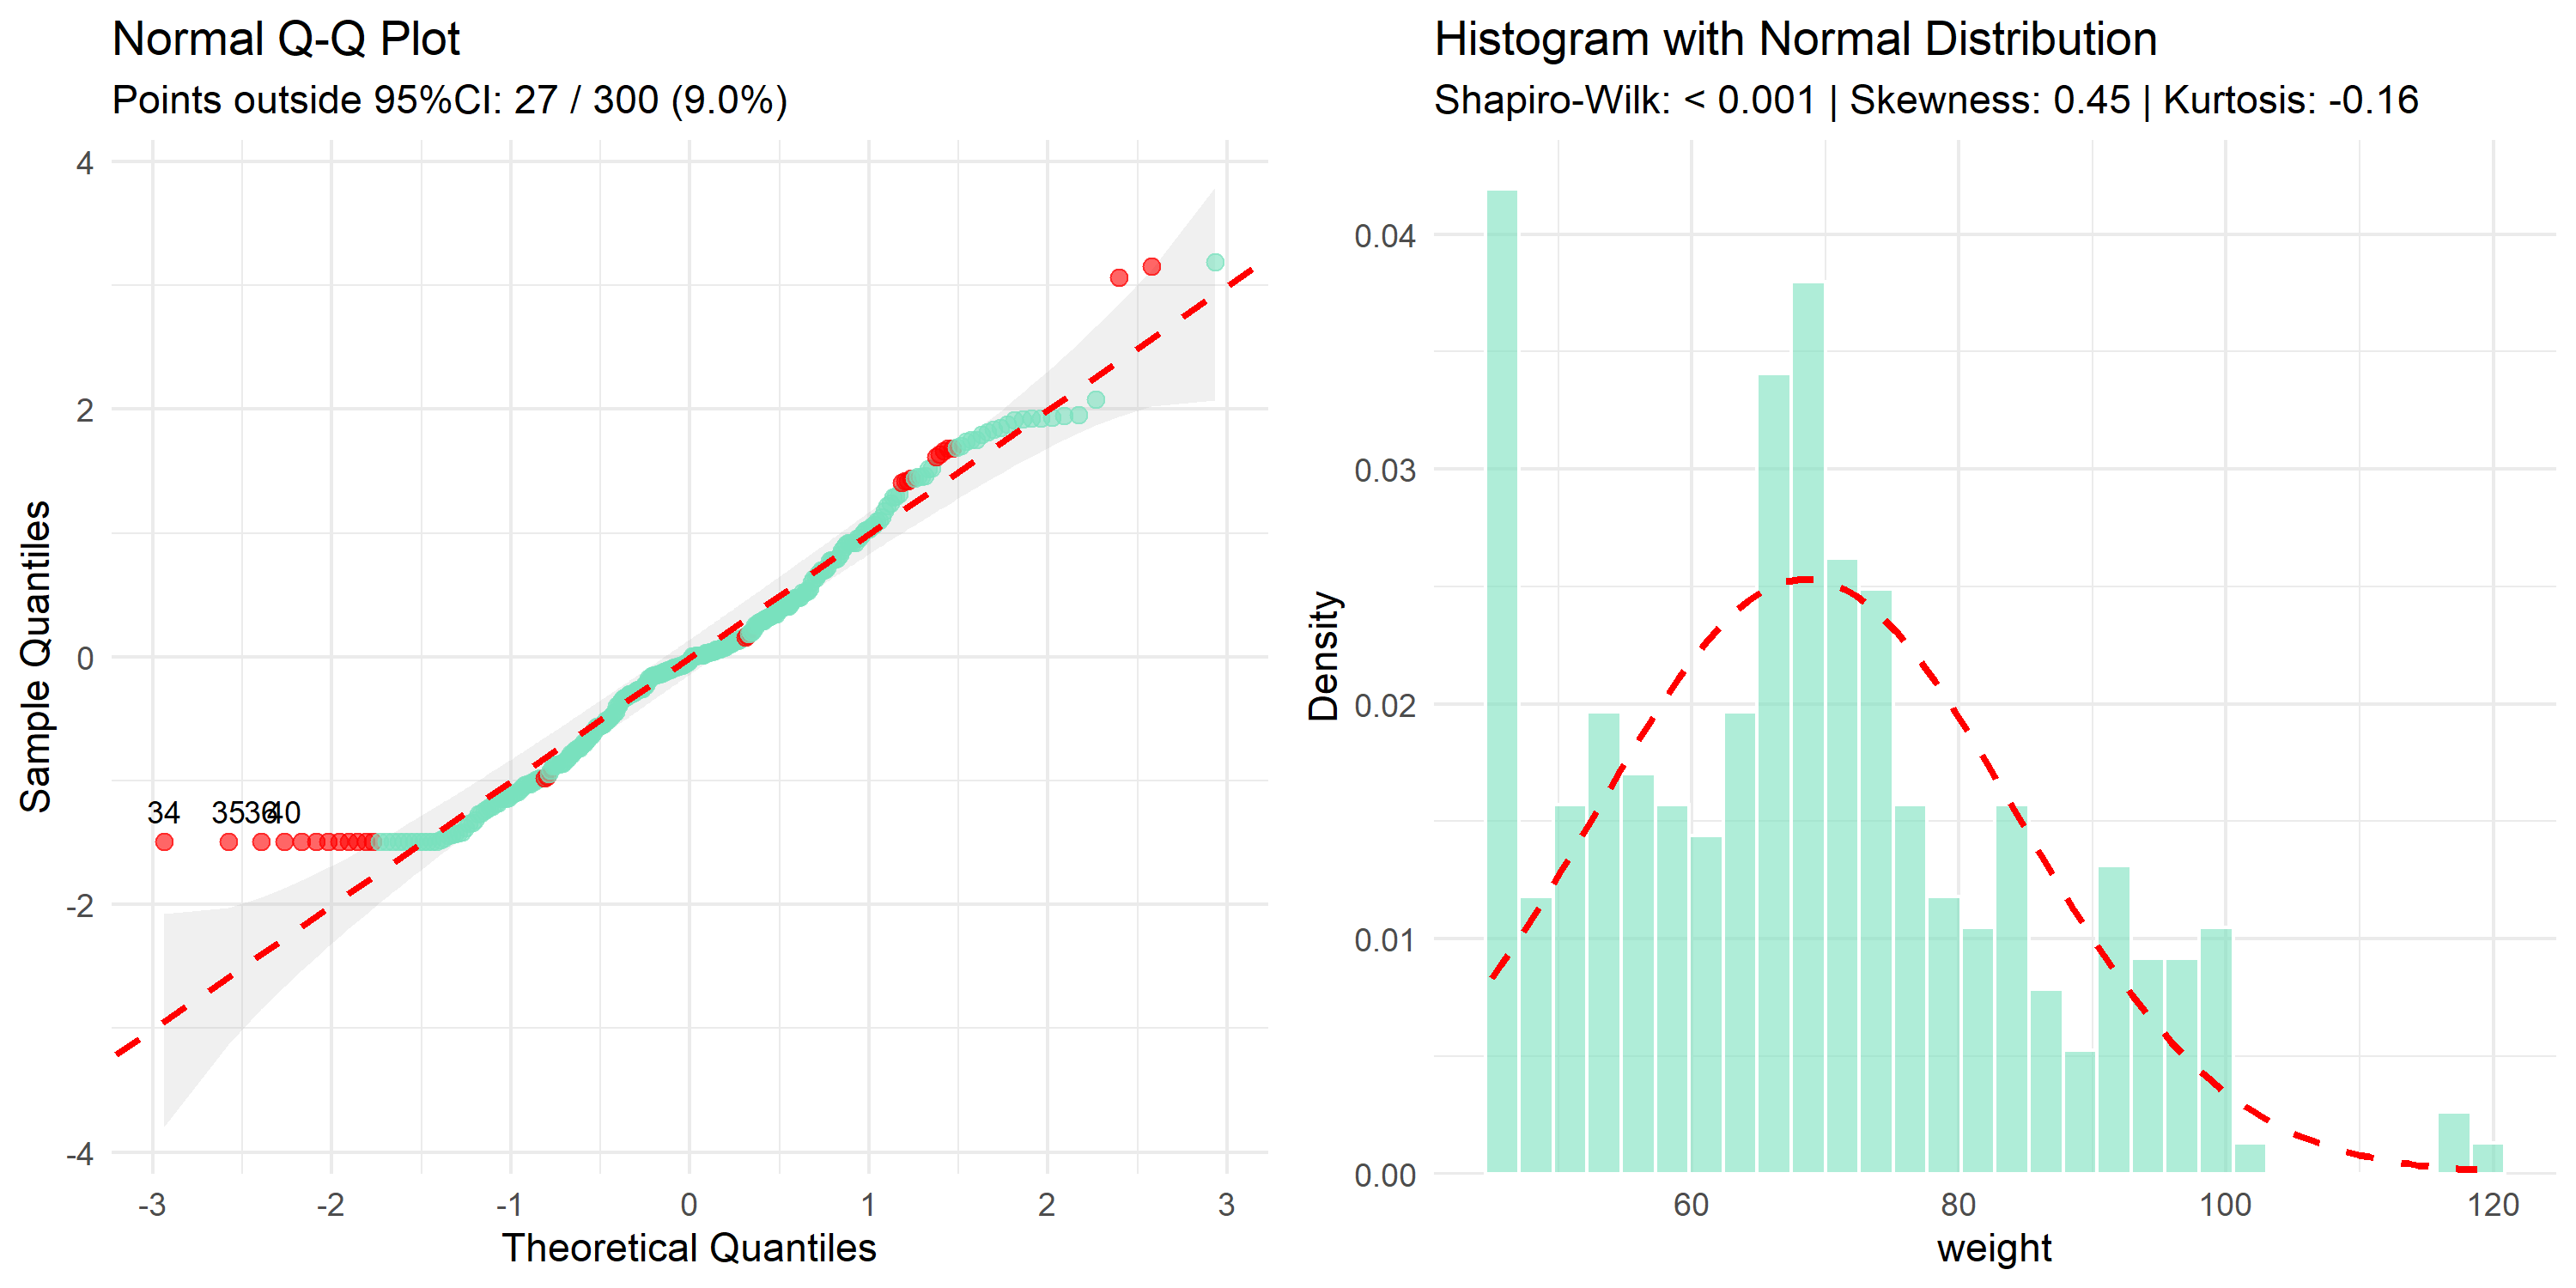 Normal Q-Q Plot
Points outside 95%CI: 27 / 300 (9.0%)
Sample Quantiles
4
2
0
-2
-4
34 35 36 40
-3 -2 -1 0 1 2 3
Theoretical Quantiles
Histogram with Normal Distribution
Shapiro-Wilk: < 0.001 | Skewness: 0.45 | Kurtosis: -0.16
Density
0.04
0.03
0.02
0.01
0.00
60 80 100 120
weight